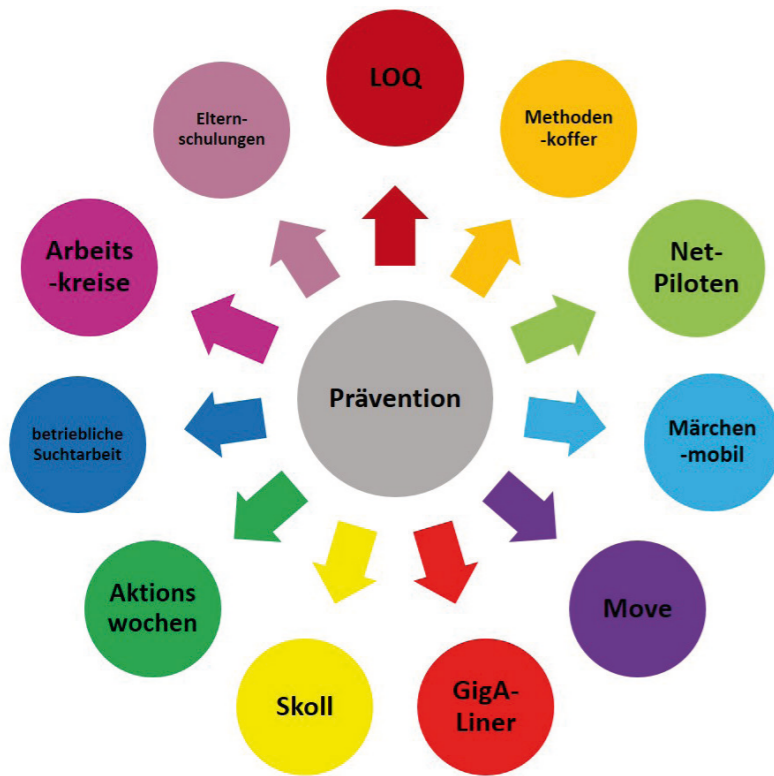 LOQ
Methoden
-koffer
Net-
Piloten
Märchen
-mobil
Move
GigA-
Liner
Skoll
Aktions
wochen
betriebliche
Suchtarbeit
Arbeits
-kreise
Eltern-
schulungen
Prävention